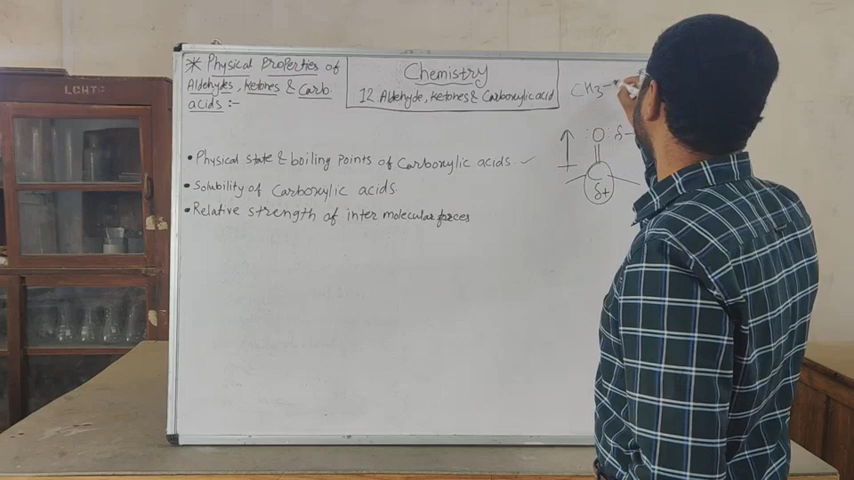 * Physical Properties of
Aldehydes, Ketones & Carb
acids :-
Chemistry
12. Aldehyde, Ketones & Carboxylic acid
• Physical state & boiling points of Carboxylic acids ✓
• Solubility of Carboxylic acids
• Relative strength of inter molecular forces
CH3-
:O: δ-
||
C
δ+